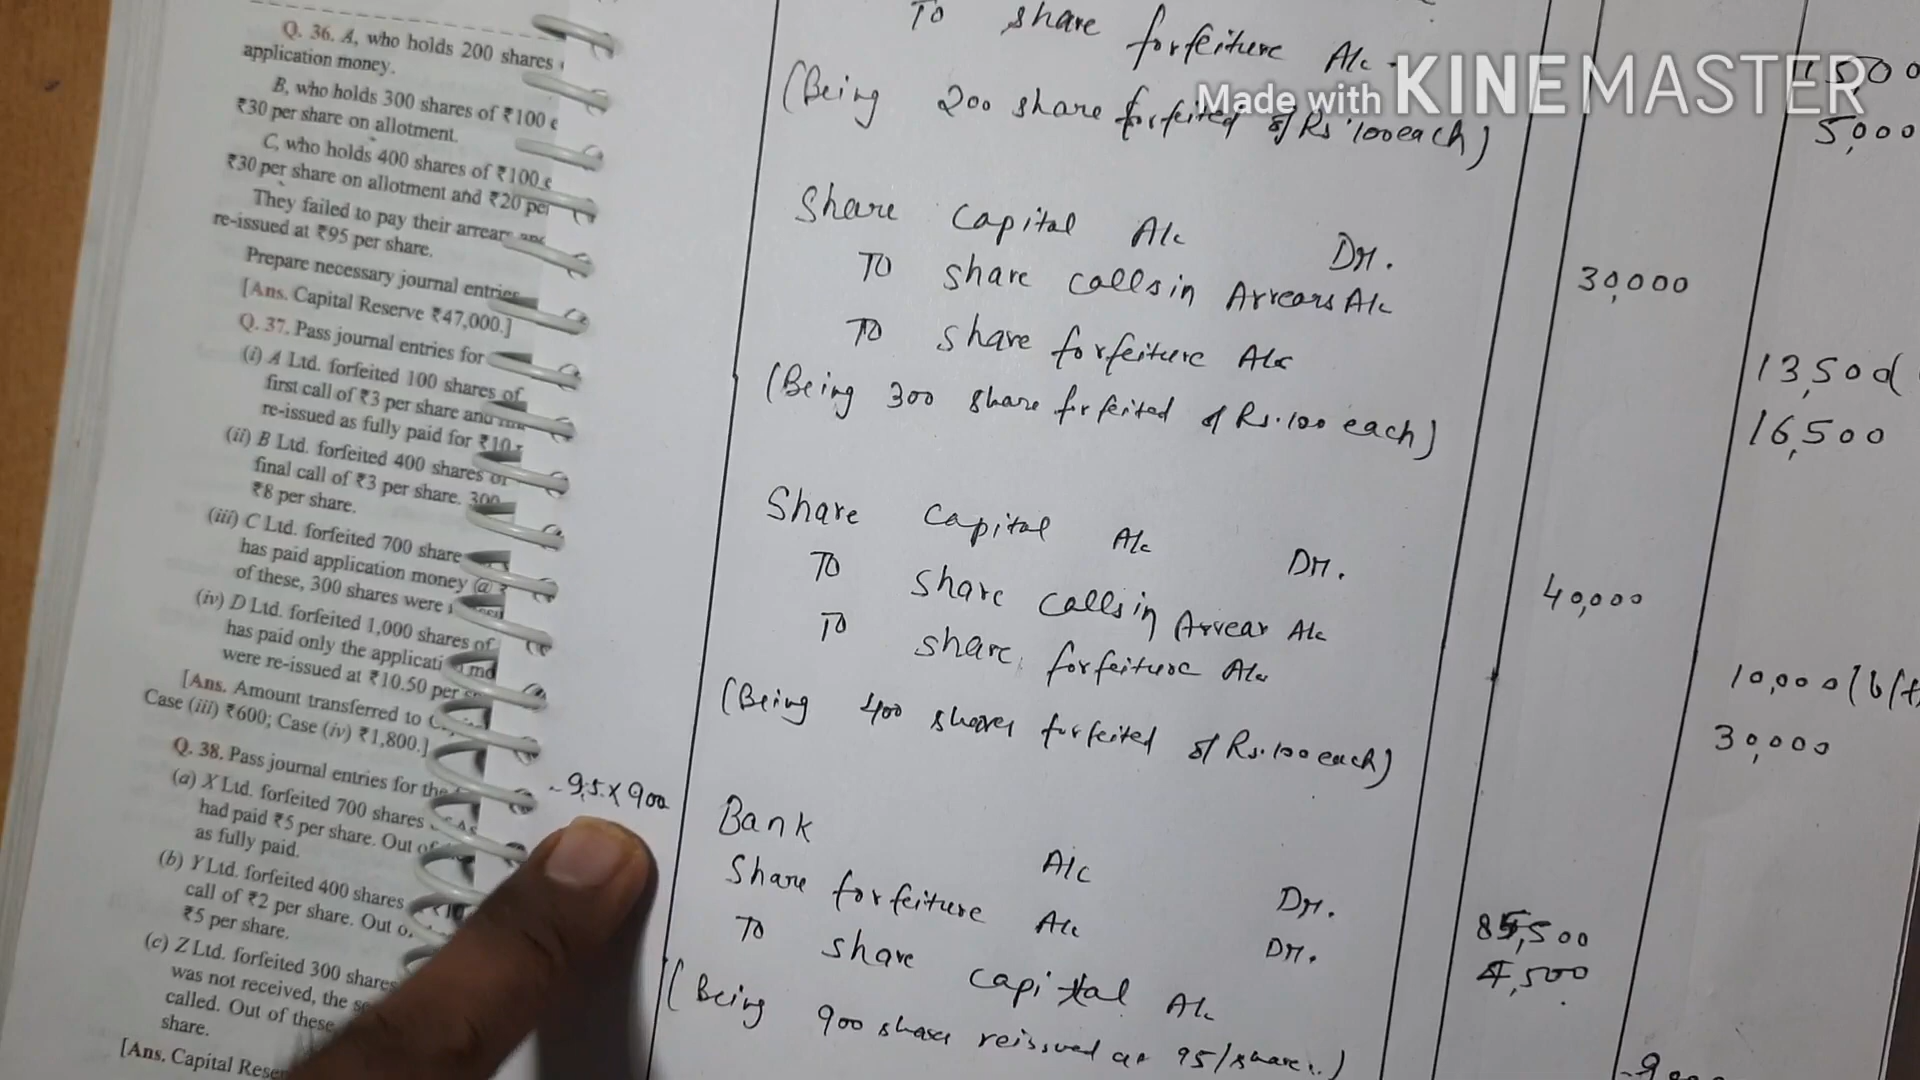 Q. 36. A, who holds 200 shares
application money.
B, who holds 300 shares of ₹100
₹30 per share on allotment.
C, who holds 400 shares of ₹100
₹30 per share on allotment and ₹20 per
They failed to pay their arrears and
re-issued at ₹95 per share.
Prepare necessary journal entries
[Ans. Capital Reserve ₹47,000.]
Q. 37. Pass journal entries for
(i) A Ltd. forfeited 100 shares of
first call of ₹3 per share and
re-issued as fully paid for ₹10
(ii) B Ltd. forfeited 400 shares of
final call of ₹3 per share. 300
₹8 per share.
(iii) C Ltd. forfeited 700 share
has paid application money @ ₹
of these, 300 shares were
(iv) D Ltd. forfeited 1,000 shares of
has paid only the applicati
were re-issued at ₹10.50 per
[Ans. Amount transferred to
Case (iii) ₹600; Case (iv) ₹1,800.]
Q. 38. Pass journal entries for the
(a) X Ltd. forfeited 700 shares
had paid ₹5 per share. Out of
as fully paid.
(b) Y Ltd. forfeited 400 shares ₹10
call of ₹2 per share. Out o
₹5 per share.
(c) Z Ltd. forfeited 300 shares
was not received, the se
called. Out of these
share.
[Ans. Capital Reser
To share forfeiture A/c
(Being 200 share forfeited of Rs. 100 each)
5,000
Made with KINEMASTER
Share capital A/c Dr. 30,000
To share calls in Arrears A/c 13,500
To share forfeiture A/c 16,500
(Being 300 share forfeited of Rs. 100 each)
Share capital A/c Dr. 40,000
To share calls in Arrear A/c 10,000 (b/f
To share forfeiture A/c 30,000
(Being 400 shares forfeited of Rs. 100 each)
95 x 900
Bank A/c Dr. 85,500
Share forfeiture A/c Dr. 4,500
To share capital A/c
(Being 900 shares reissued at 95/share.)